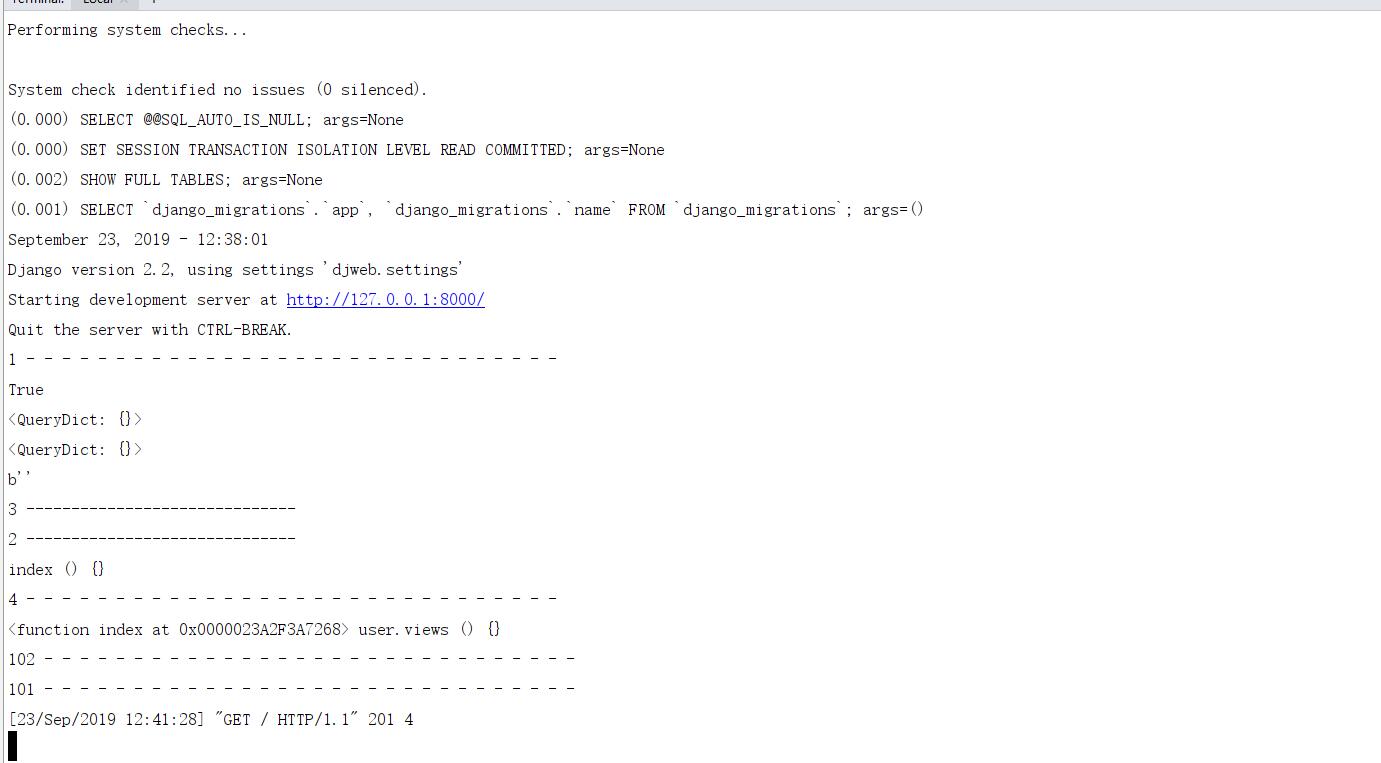 Terminal: Local × +
Performing system checks...
System check identified no issues (0 silenced).
(0.000) SELECT @@SQL_AUTO_IS_NULL; args=None
(0.000) SET SESSION TRANSACTION ISOLATION LEVEL READ COMMITTED; args=None
(0.002) SHOW FULL TABLES; args=None
(0.001) SELECT `django_migrations`.`app`, `django_migrations`.`name` FROM `django_migrations`; args=()
September 23, 2019 - 12:38:01
Django version 2.2, using settings 'djweb.settings'
Starting development server at http://127.0.0.1:8000/
Quit the server with CTRL-BREAK.
1 - - - - - - - - - - - - - - - - - - - - - - - - - - - - - -
True
<QueryDict: {}>
<QueryDict: {}>
b''
3 ------------------------------
2 ------------------------------
index () {}
4 - - - - - - - - - - - - - - - - - - - - - - - - - - - - - -
<function index at 0x0000023A2F3A7268> user.views () {}
102 - - - - - - - - - - - - - - - - - - - - - - - - - - - - - -
101 - - - - - - - - - - - - - - - - - - - - - - - - - - - - - -
[23/Sep/2019 12:41:28] "GET / HTTP/1.1" 201 4